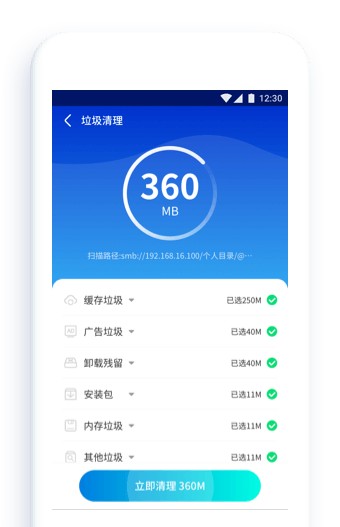 12:30
垃圾清理
360
MB
扫描路径:smb://192.168.16.100/个人目录/@···
缓存垃圾 已选250M
AD 广告垃圾 已选40M
卸载残留 已选40M
安装包 已选11M
内存垃圾 已选11M
其他垃圾 已选11M
立即清理 360M